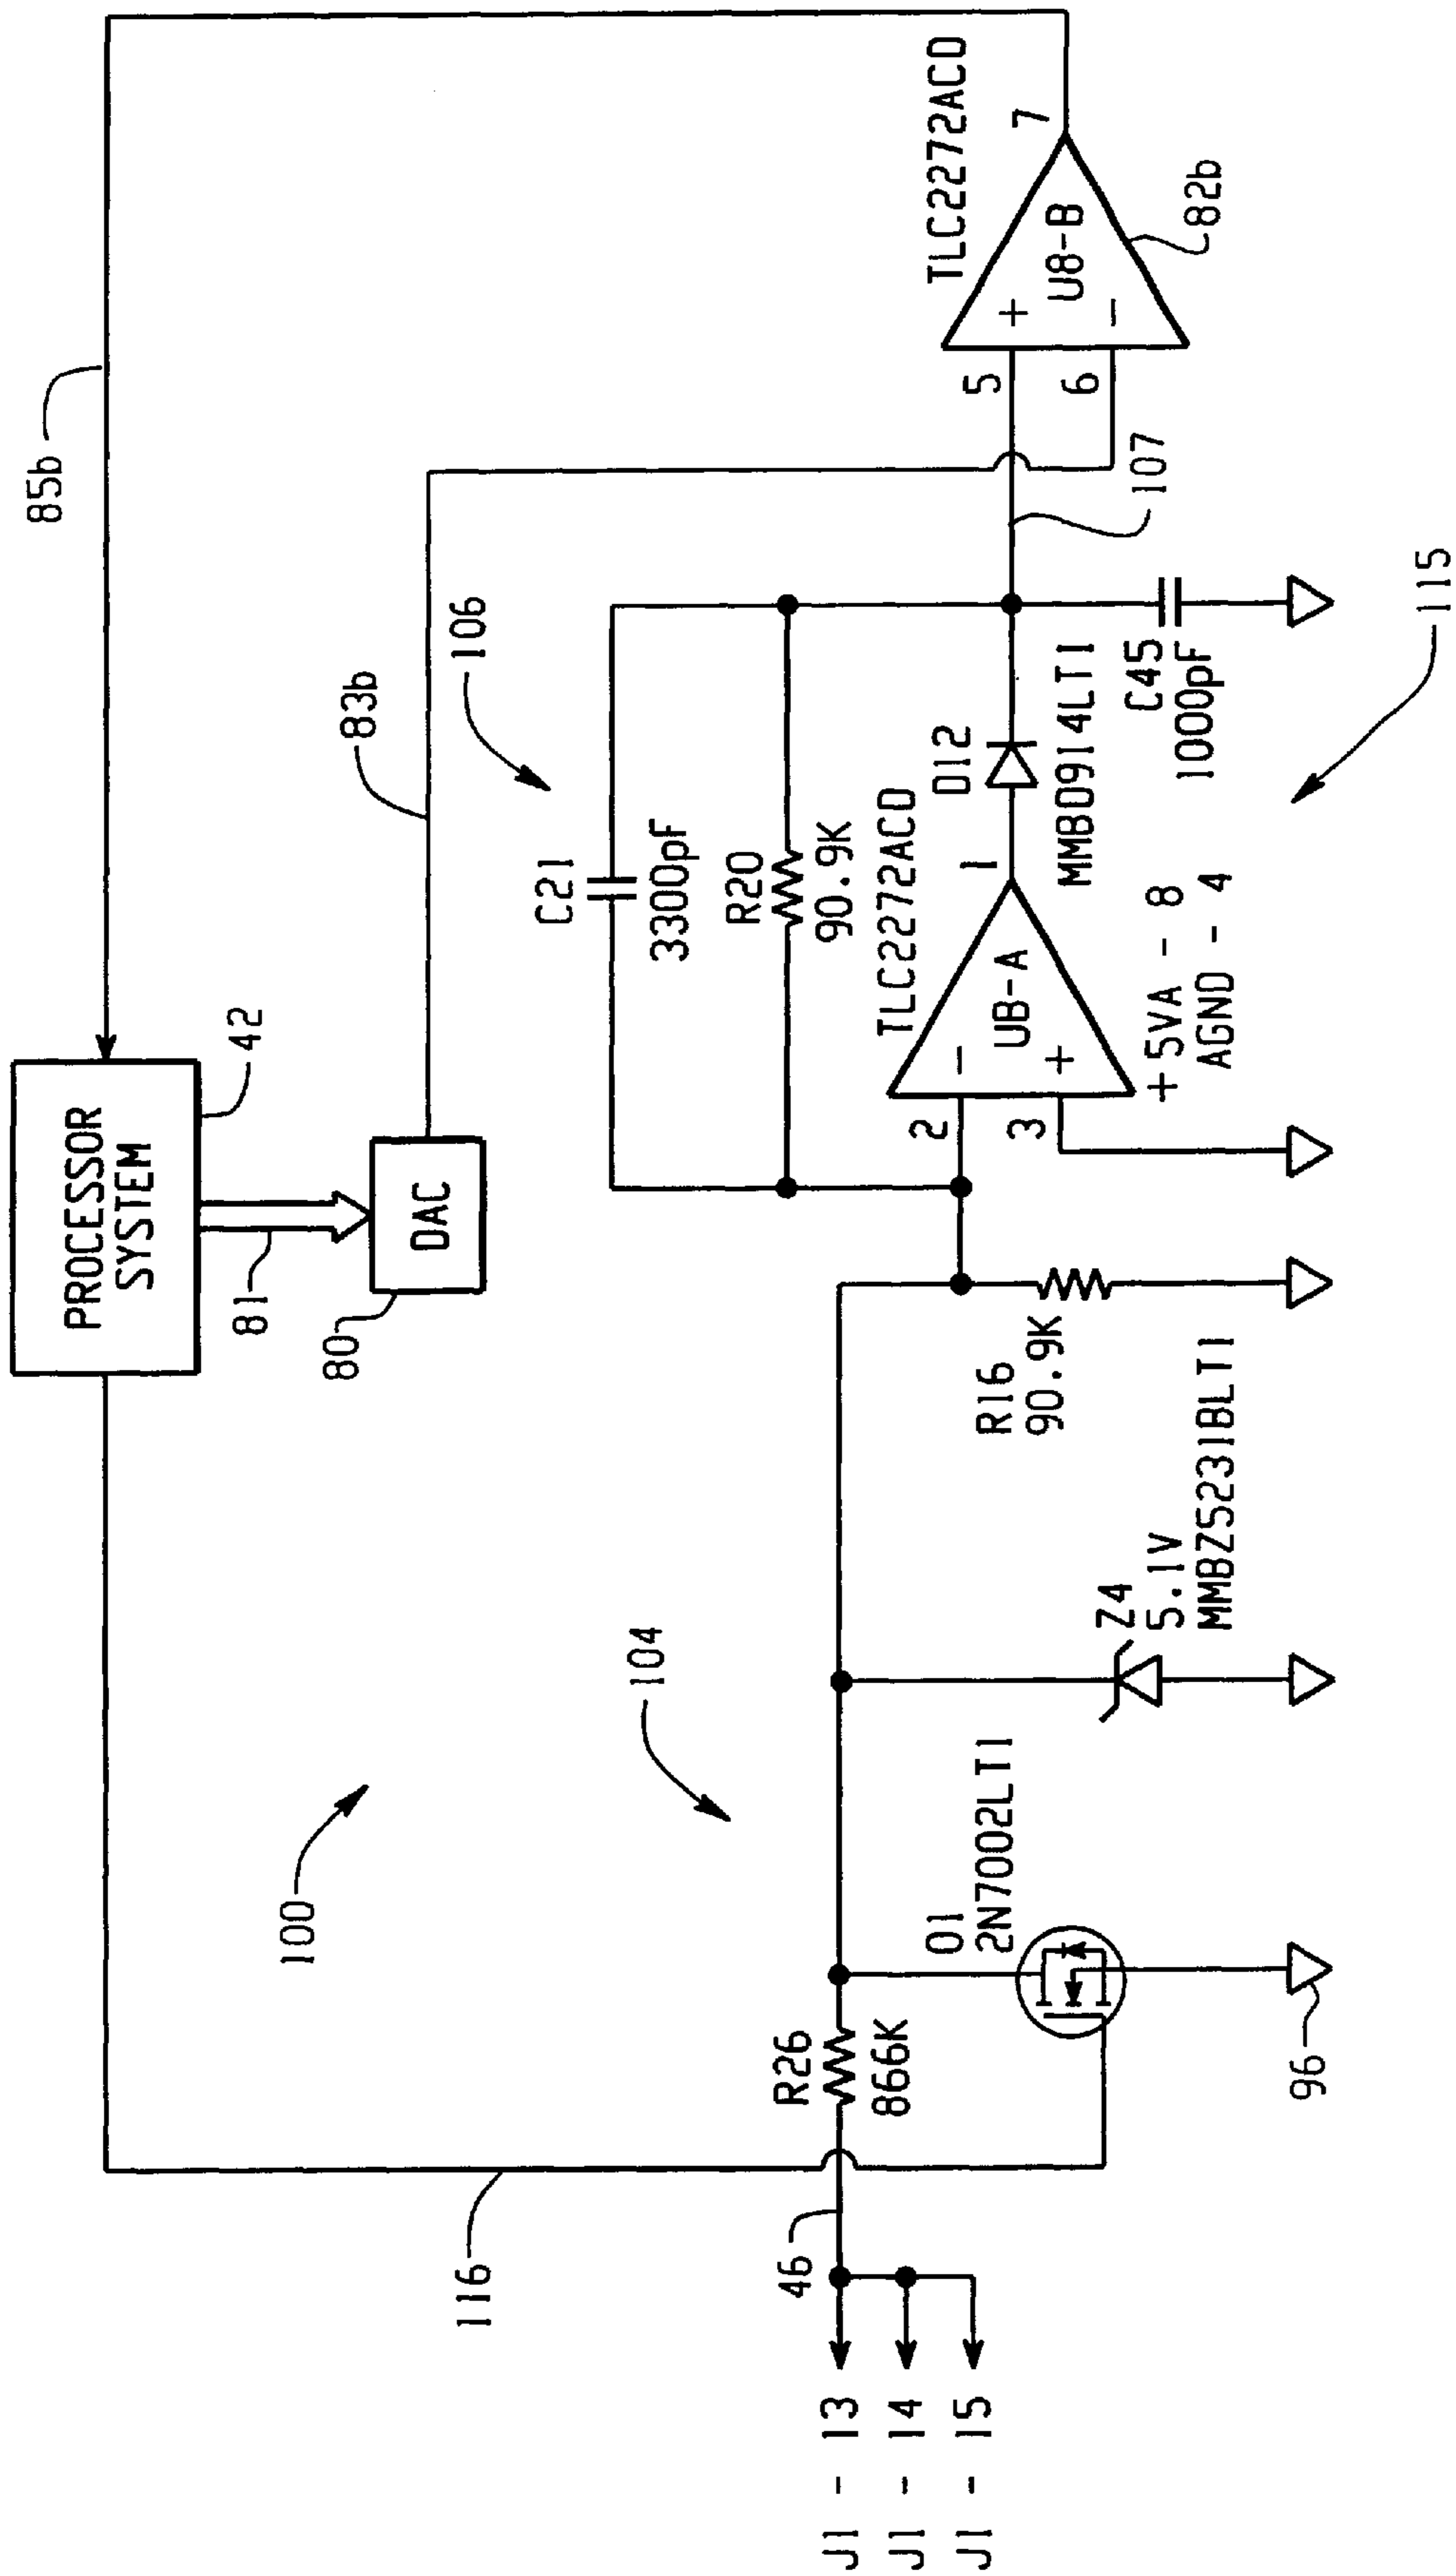 PROCESSOR
SYSTEM
42
81
80
DAC
83b
85b
116
100
104
106
C21
3300pF
R20
90.9K
TLC2272ACD
UB-A
2
3
1
-
+
+5VA - 8
AGND - 4
D12
MMBD914LT1
C45
1000pF
107
115
TLC2272ACD
U8-B
5
6
7
+
-
82b
R16
90.9K
Z4
5.1V
MMBZ5231BLT1
01
2N7002LT1
96
R26
866K
46
J1 - 13
J1 - 14
J1 - 15